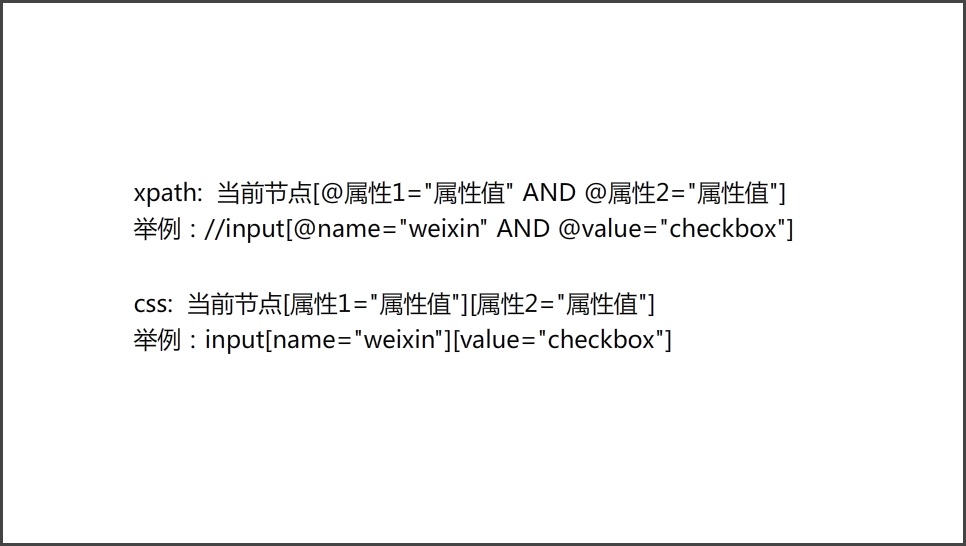 xpath:  当前节点[@属性1="属性值" AND @属性2="属性值"]
举例：//input[@name="weixin" AND @value="checkbox"]
css:  当前节点[属性1="属性值"][属性2="属性值"]
举例：input[name="weixin"][value="checkbox"]